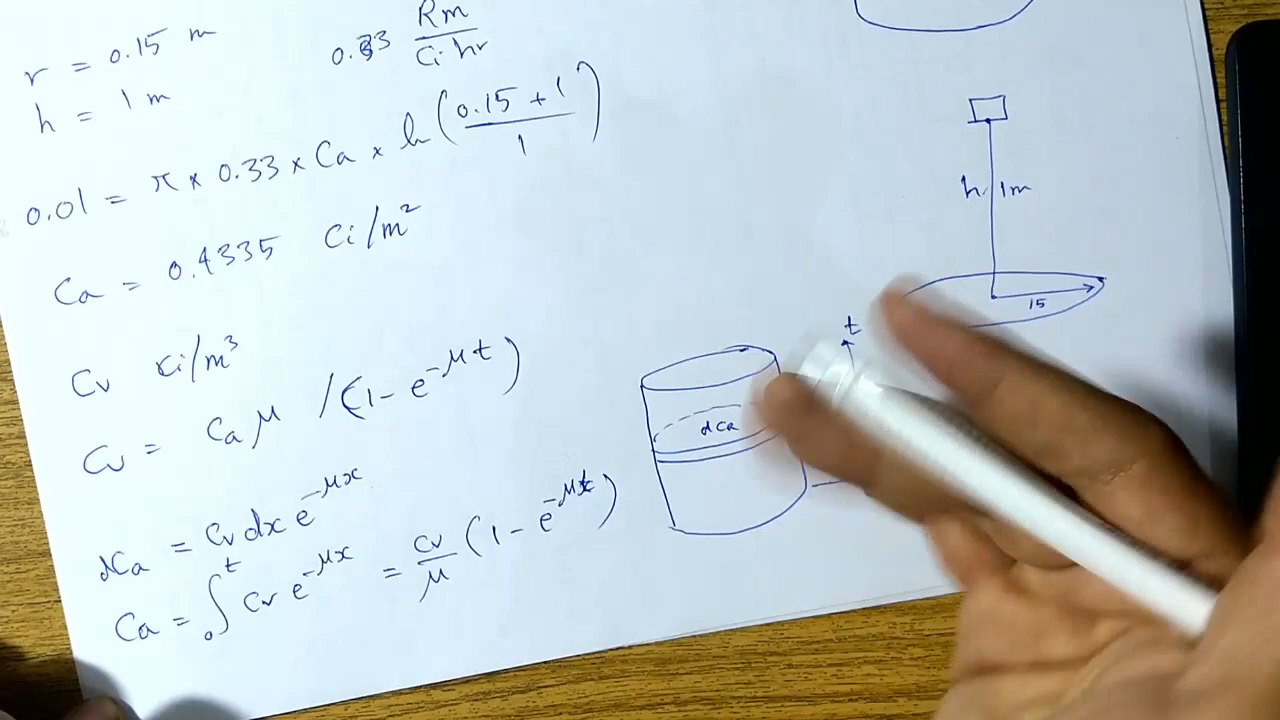 r = 0.15 m
0.33 Rm / Ci hr
h = 1 m
0.01 = π × 0.33 × Ca × ln((0.15 + 1) / 1)
Ca = 0.4335 Ci/m²
Cv Ci/m³
Cv = Ca μ /(1 - e^-μt)
dCa = Cv dx e^-μx
Ca = ∫₀ᵗ Cv e^-μx = Cv/μ (1 - e^-μt)
h 1m
15
t
dCa